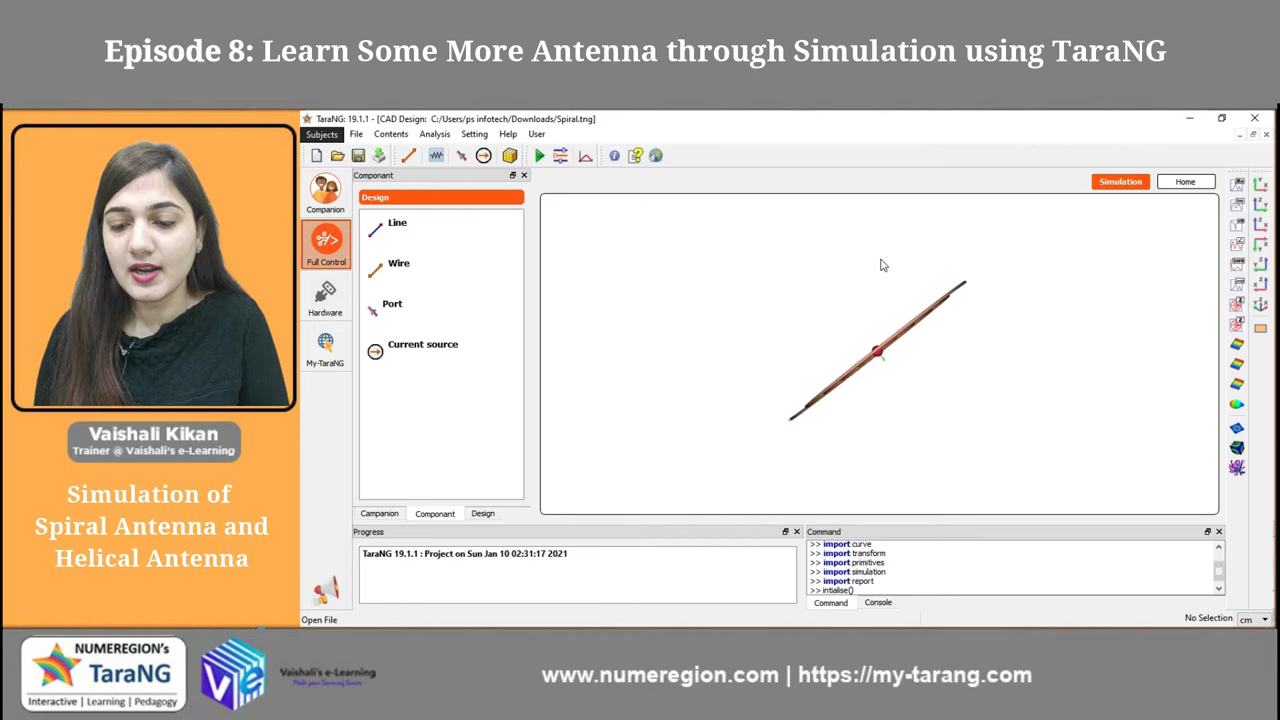 Episode 8: Learn Some More Antenna through Simulation using TaraNG
TaraNG: 19.1.1 - [CAD Design: C:/Users/ps infotech/Downloads/Spiral.tng]
Subjects File Contents Analysis Setting Help User
Component
Simulation Home
Design
Companion
Full Control
Hardware
My-TaraNG
Line
Wire
Port
Current source
Campanion Component Design
Progress
TaraNG 19.1.1 : Project on Sun Jan 10 02:31:17 2021
Command
>> import curve
>> import transform
>> import primitives
>> import simulation
>> import report
>> intialise()
Command Console
Open File
No Selection cm
Vaishali Kikan
Trainer @ Vaishali's e-Learning
Simulation of
Spiral Antenna and
Helical Antenna
NUMEREGION's
TaraNG
Interactive | Learning | Pedagogy
Vaishali's e-Learning
www.numeregion.com | https://my-tarang.com